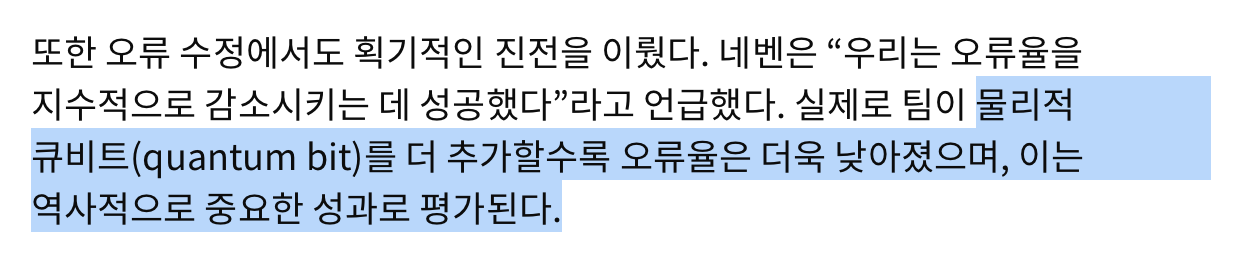 또한 오류 수정에서도 획기적인 진전을 이뤘다. 네벤은 “우리는 오류율을
지수적으로 감소시키는 데 성공했다”라고 언급했다. 실제로 팀이 물리적
큐비트(quantum bit)를 더 추가할수록 오류율은 더욱 낮아졌으며, 이는
역사적으로 중요한 성과로 평가된다.